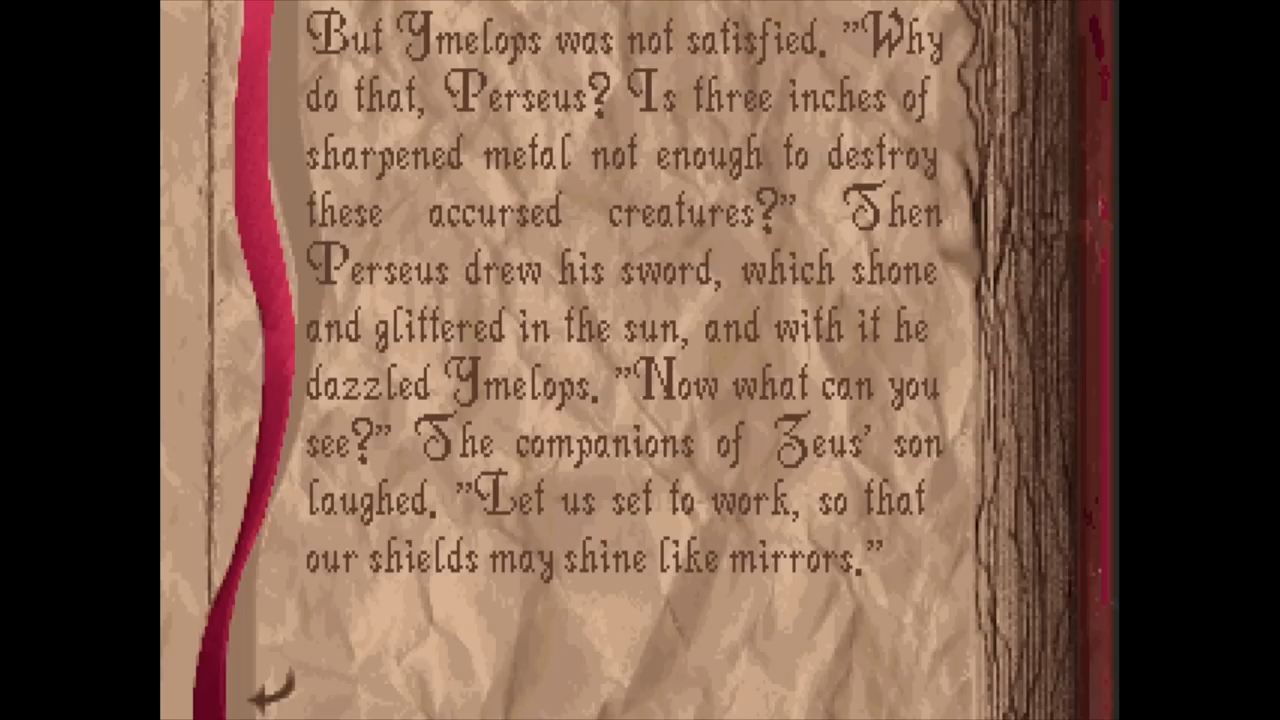 But Ymelops was not satisfied. "Why
do that, Perseus? Is three inches of
sharpened metal not enough to destroy
these accursed creatures?" Then
Perseus drew his sword, which shone
and glittered in the sun, and with it he
dazzled Ymelops. "Now what can you
see?" The companions of Zeus' son
laughed. "Let us set to work, so that
our shields may shine like mirrors."